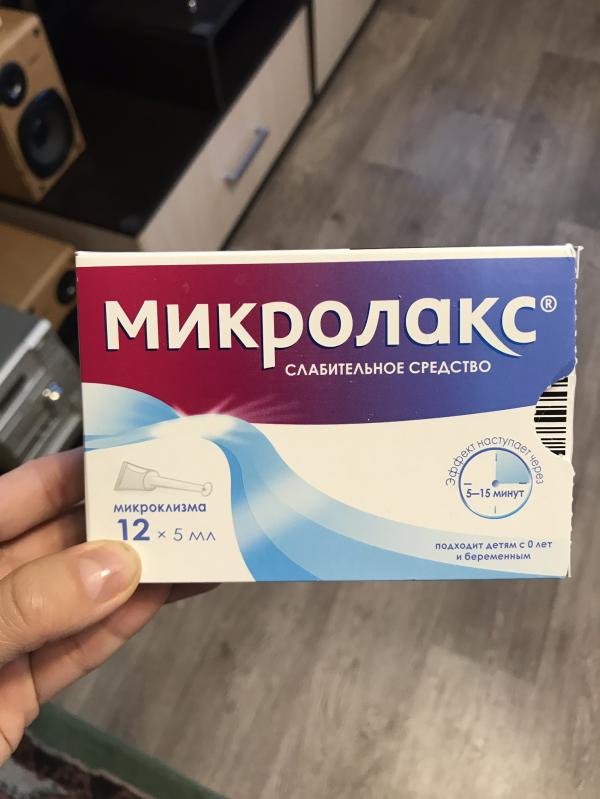 Микролакс®
СЛАБИТЕЛЬНОЕ СРЕДСТВО
Эффект наступает через
5–15 минут
микроклизма
12 × 5 мл
подходит детям с 0 лет
и беременным